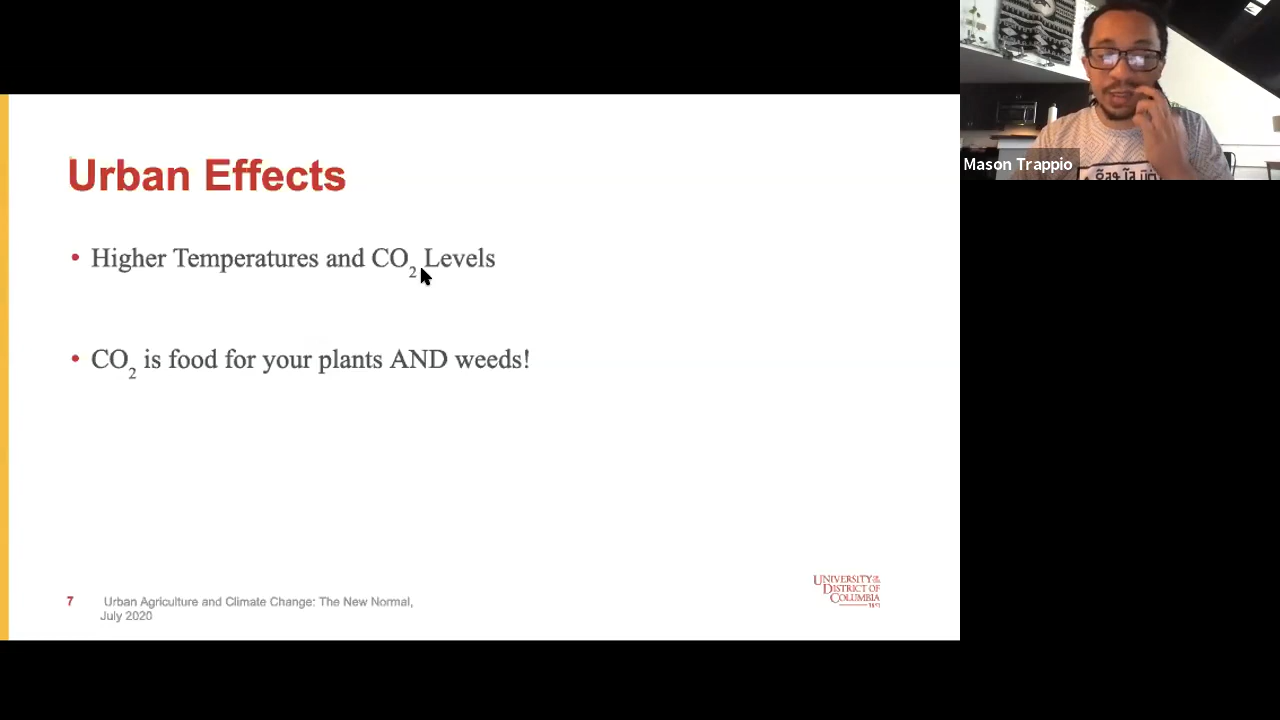 Urban Effects
• Higher Temperatures and CO₂ Levels
• CO₂ is food for your plants AND weeds!
7 Urban Agriculture and Climate Change: The New Normal,
July 2020
UNIVERSITY OF THE
DISTRICT OF
COLUMBIA
Mason Trappio